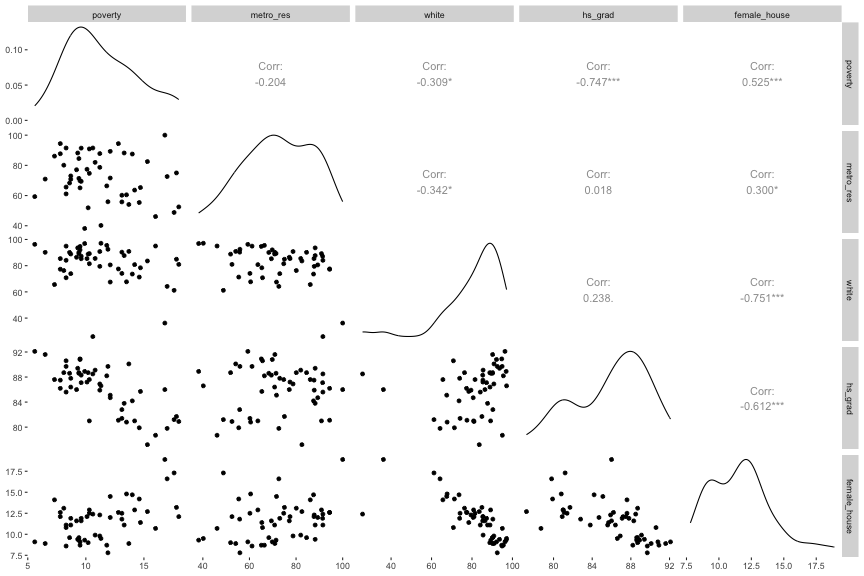 poverty metro_res white hs_grad female_house
0.10
0.05
0.00
Corr:
-0.204
Corr:
-0.309*
Corr:
-0.747***
Corr:
0.525***
poverty
100
80
60
40
Corr:
-0.342*
Corr:
0.018
Corr:
0.300*
metro_res
100
80
60
40
Corr:
0.238.
Corr:
-0.751***
white
92
88
84
80
Corr:
-0.612***
hs_grad
17.5
15.0
12.5
10.0
7.5
female_house
5 10 15 40 60 80 100 40 60 80 100 80 84 88 92 7.5 10.0 12.5 15.0 17.5